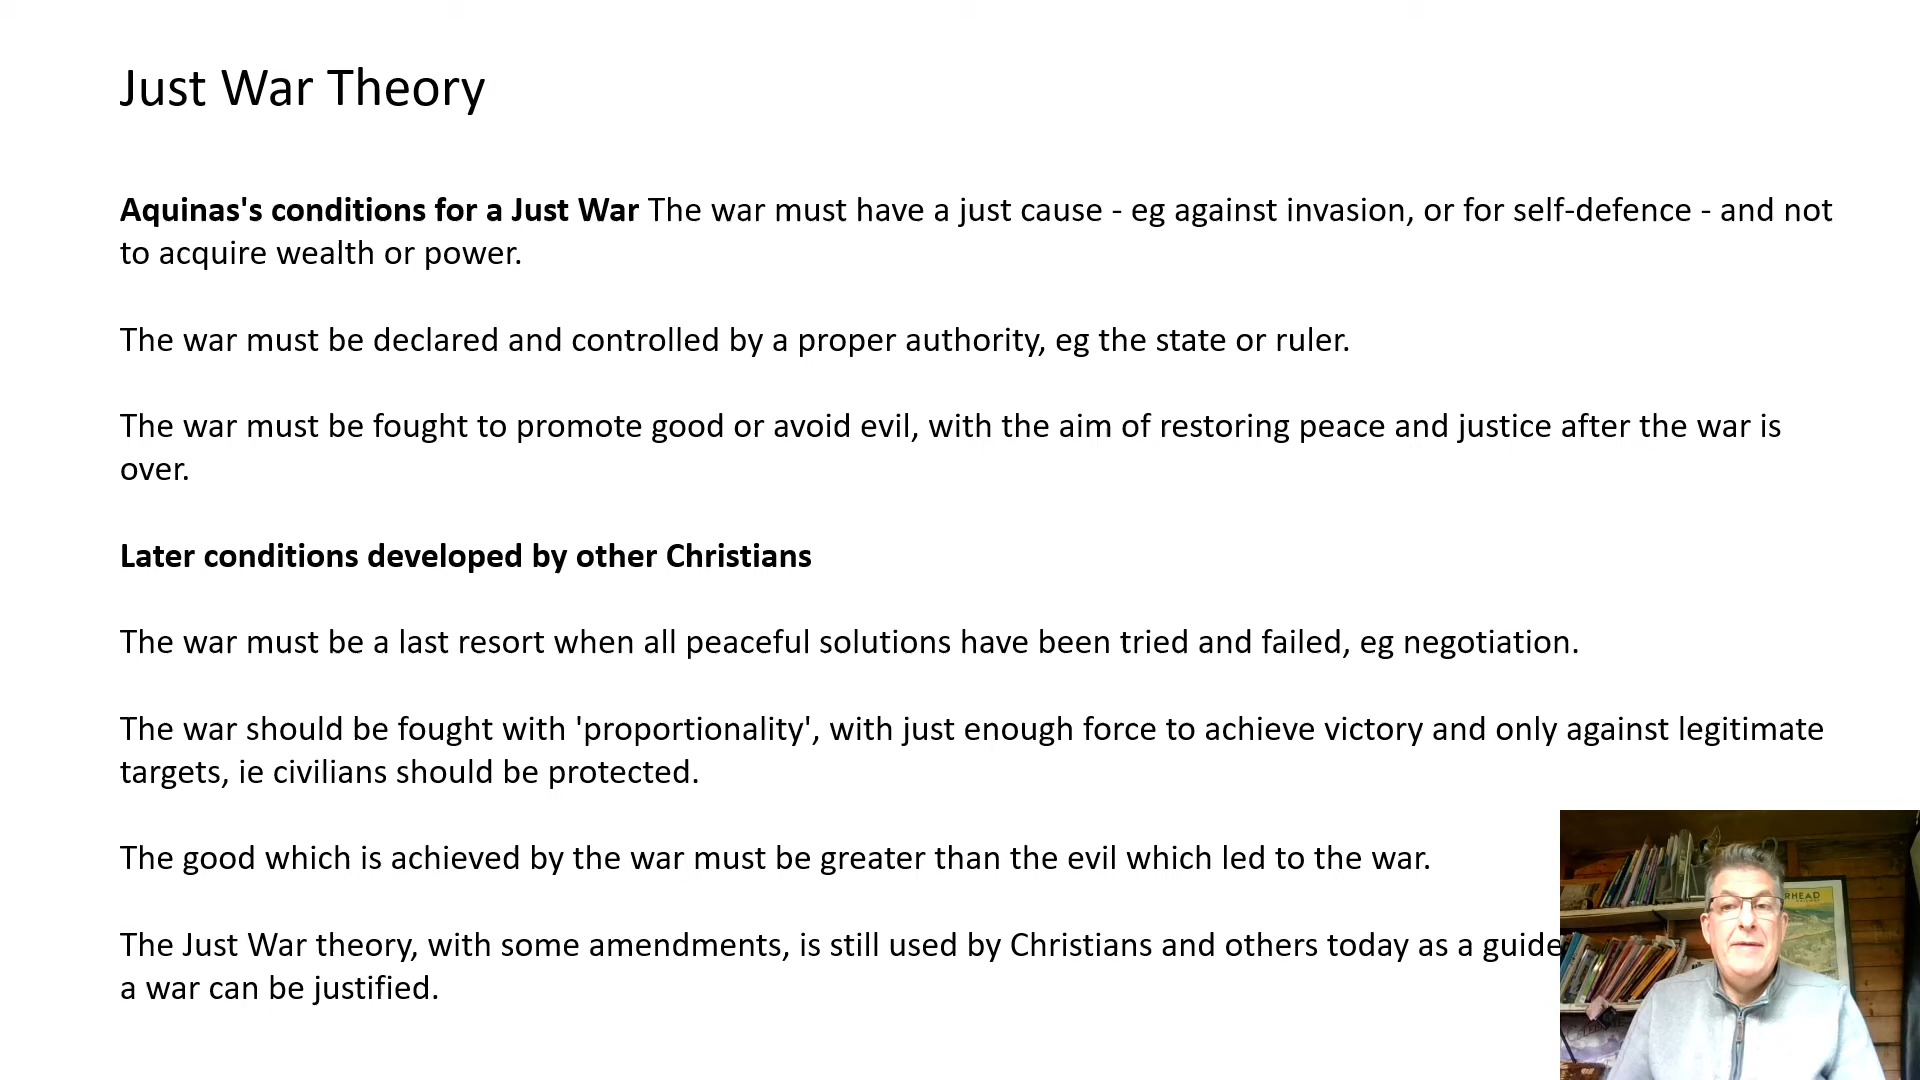 Just War Theory
Aquinas's conditions for a Just War The war must have a just cause - eg against invasion, or for self-defence - and not
to acquire wealth or power.
The war must be declared and controlled by a proper authority, eg the state or ruler.
The war must be fought to promote good or avoid evil, with the aim of restoring peace and justice after the war is
over.
Later conditions developed by other Christians
The war must be a last resort when all peaceful solutions have been tried and failed, eg negotiation.
The war should be fought with 'proportionality', with just enough force to achieve victory and only against legitimate
targets, ie civilians should be protected.
The good which is achieved by the war must be greater than the evil which led to the war.
The Just War theory, with some amendments, is still used by Christians and others today as a guide
a war can be justified.
RHEAD